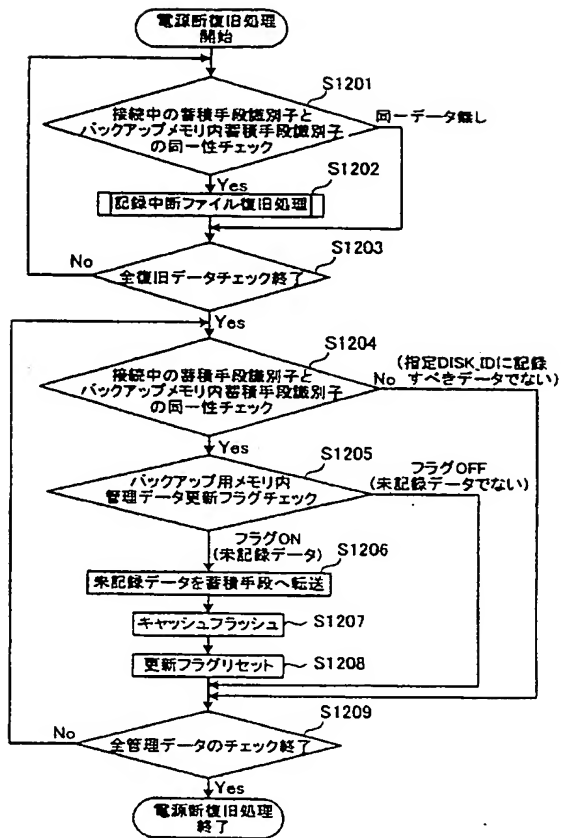 電源断復旧処理
開始
S1201
接続中の蓄積手段識別子と
バックアップメモリ内蓄積手段識別子
の同一性チェック
同一データ無し
Yes
S1202
記録中断ファイル復旧処理
S1203
No
全復旧データチェック終了
Yes
S1204
接続中の蓄積手段識別子と
バックアップメモリ内蓄積手段識別子
の同一性チェック
(指定DISK_IDに記録
No すべきデータでない)
Yes
S1205
バックアップ用メモリ内
管理データ更新フラグチェック
フラグOFF
(未記録データでない)
フラグON
(未記録データ)
S1206
未記録データを蓄積手段へ転送
キャッシュフラッシュ
S1207
更新フラグリセット
S1208
S1209
No
全管理データのチェック終了
Yes
電源断復旧処理
終了